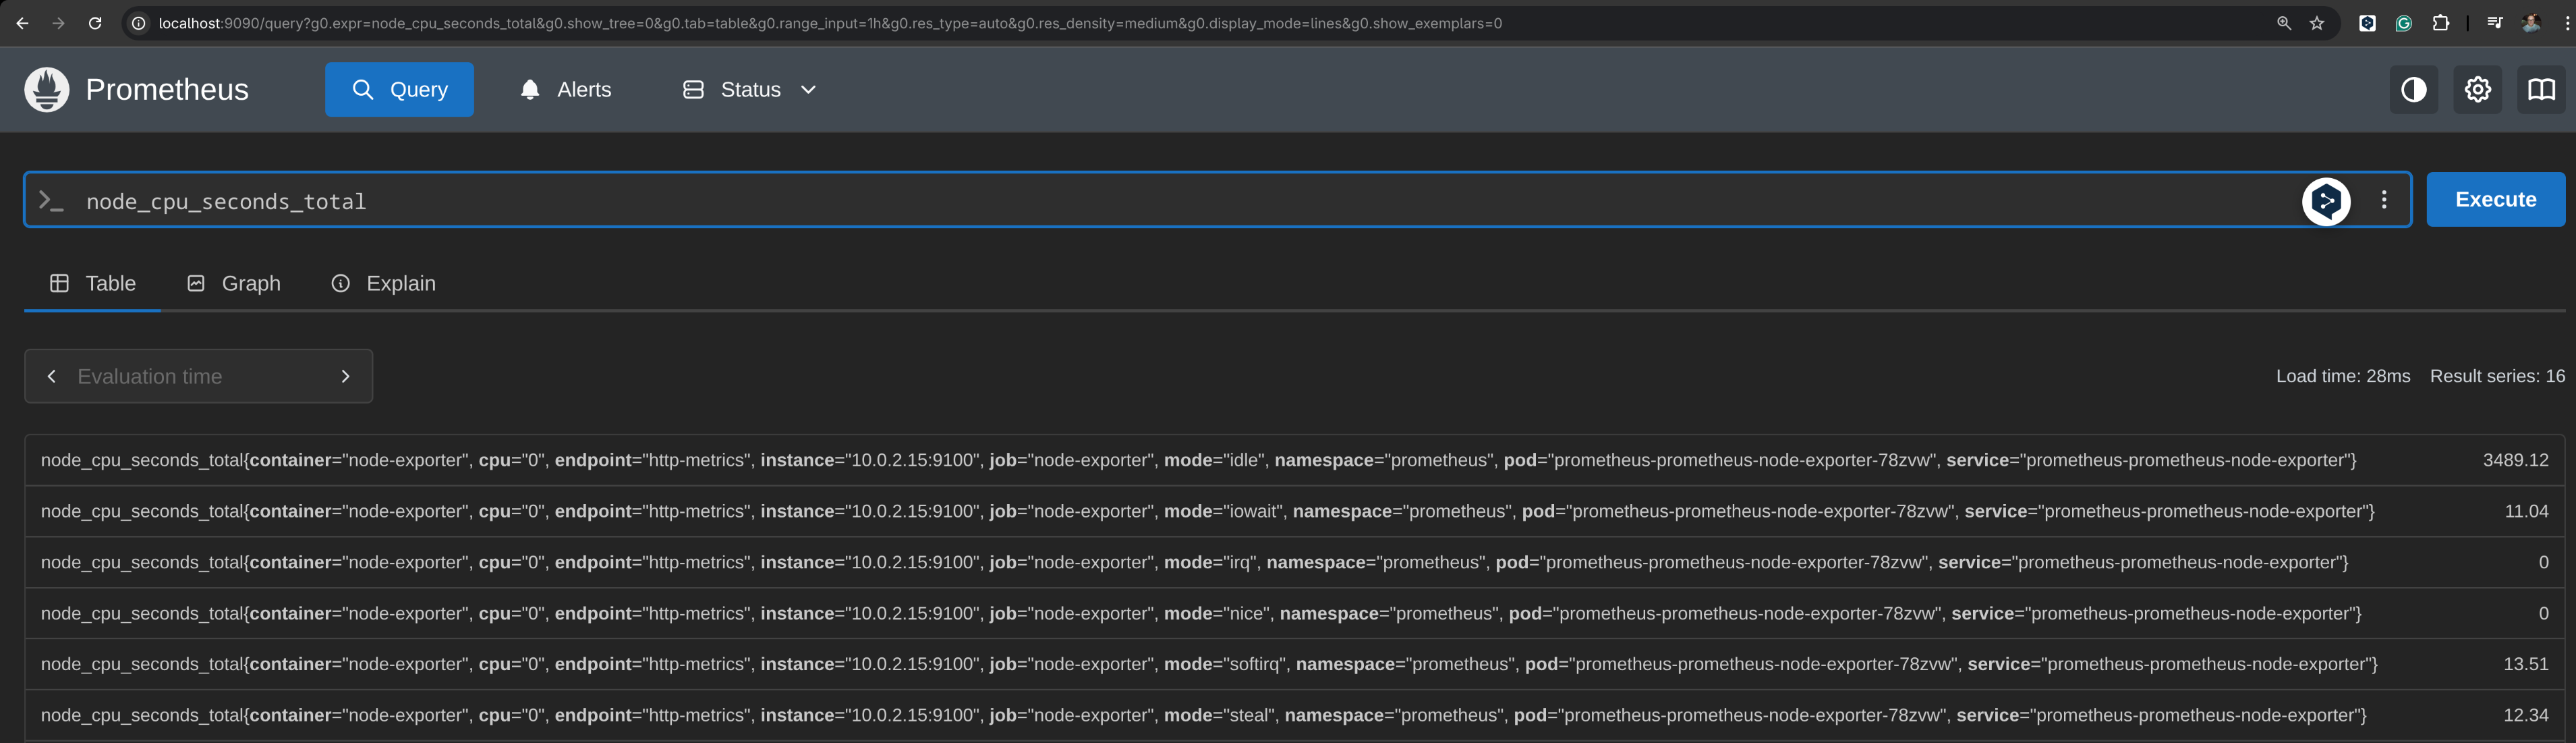 localhost:9090/query?g0.expr=node_cpu_seconds_total&g0.show_tree=0&g0.tab=table&g0.range_input=1h&g0.res_type=auto&g0.res_density=medium&g0.display_mode=lines&g0.show_exemplars=0
Prometheus Query Alerts Status
node_cpu_seconds_total Execute
Table Graph Explain
Evaluation time Load time: 28ms Result series: 16
node_cpu_seconds_total{container="node-exporter", cpu="0", endpoint="http-metrics", instance="10.0.2.15:9100", job="node-exporter", mode="idle", namespace="prometheus", pod="prometheus-prometheus-node-exporter-78zvw", service="prometheus-prometheus-node-exporter"} 3489.12
node_cpu_seconds_total{container="node-exporter", cpu="0", endpoint="http-metrics", instance="10.0.2.15:9100", job="node-exporter", mode="iowait", namespace="prometheus", pod="prometheus-prometheus-node-exporter-78zvw", service="prometheus-prometheus-node-exporter"} 11.04
node_cpu_seconds_total{container="node-exporter", cpu="0", endpoint="http-metrics", instance="10.0.2.15:9100", job="node-exporter", mode="irq", namespace="prometheus", pod="prometheus-prometheus-node-exporter-78zvw", service="prometheus-prometheus-node-exporter"} 0
node_cpu_seconds_total{container="node-exporter", cpu="0", endpoint="http-metrics", instance="10.0.2.15:9100", job="node-exporter", mode="nice", namespace="prometheus", pod="prometheus-prometheus-node-exporter-78zvw", service="prometheus-prometheus-node-exporter"} 0
node_cpu_seconds_total{container="node-exporter", cpu="0", endpoint="http-metrics", instance="10.0.2.15:9100", job="node-exporter", mode="softirq", namespace="prometheus", pod="prometheus-prometheus-node-exporter-78zvw", service="prometheus-prometheus-node-exporter"} 13.51
node_cpu_seconds_total{container="node-exporter", cpu="0", endpoint="http-metrics", instance="10.0.2.15:9100", job="node-exporter", mode="steal", namespace="prometheus", pod="prometheus-prometheus-node-exporter-78zvw", service="prometheus-prometheus-node-exporter"} 12.34